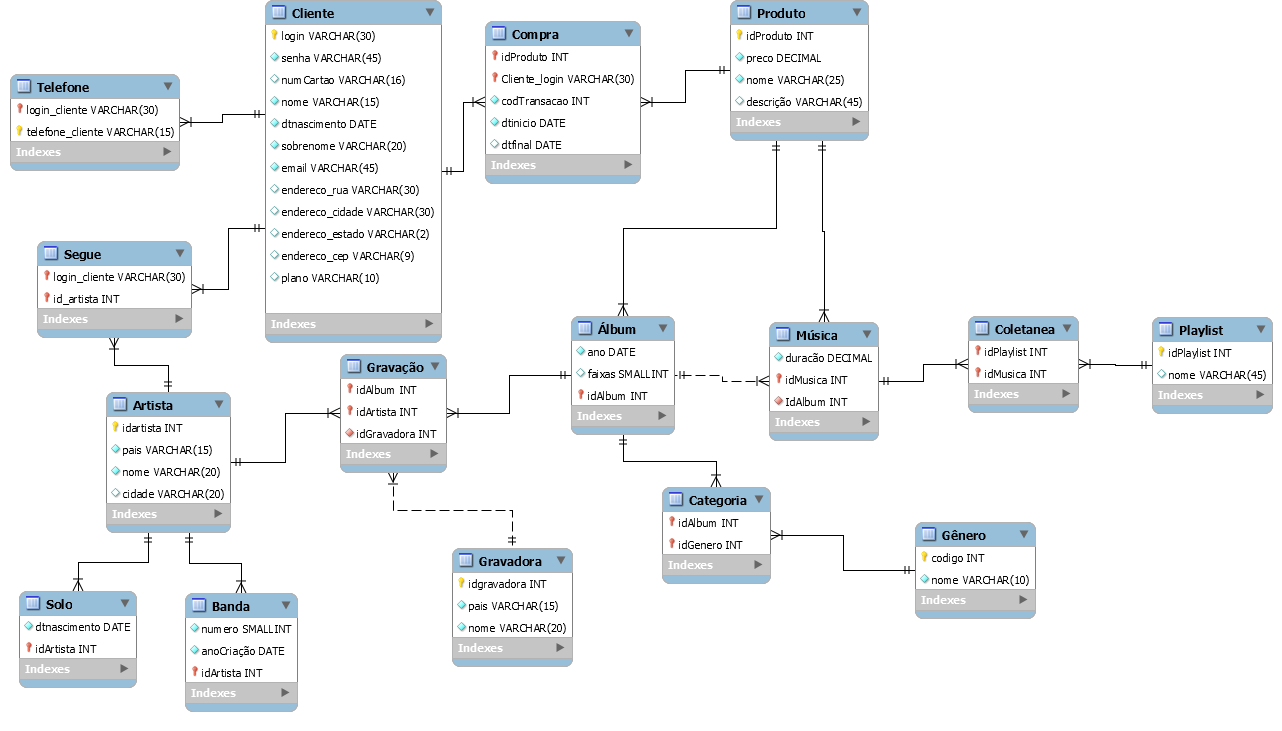 Cliente
login VARCHAR(30)
senha VARCHAR(45)
numCartao VARCHAR(16)
nome VARCHAR(15)
dtnascimento DATE
sobrenome VARCHAR(20)
email VARCHAR(45)
endereco_rua VARCHAR(30)
endereco_cidade VARCHAR(30)
endereco_estado VARCHAR(2)
endereco_cep VARCHAR(9)
plano VARCHAR(10)
Indexes
Compra
idProduto INT
Cliente_login VARCHAR(30)
codTransacao INT
dtinicio DATE
dtfinal DATE
Indexes
Produto
idProduto INT
preco DECIMAL
nome VARCHAR(25)
descrição VARCHAR(45)
Indexes
Telefone
login_cliente VARCHAR(30)
telefone_cliente VARCHAR(15)
Indexes
Segue
login_cliente VARCHAR(30)
id_artista INT
Indexes
Gravação
idAlbum INT
idArtista INT
idGravadora INT
Indexes
Álbum
ano DATE
faixas SMALLINT
idAlbum INT
Indexes
Música
duracão DECIMAL
idMusica INT
IdAlbum INT
Indexes
Coletanea
idPlaylist INT
idMusica INT
Indexes
Playlist
idPlaylist INT
nome VARCHAR(45)
Indexes
Artista
idartista INT
pais VARCHAR(15)
nome VARCHAR(20)
cidade VARCHAR(20)
Indexes
Categoria
idAlbum INT
idGenero INT
Indexes
Gênero
codigo INT
nome VARCHAR(10)
Indexes
Gravadora
idgravadora INT
pais VARCHAR(15)
nome VARCHAR(20)
Indexes
Solo
dtnascimento DATE
idArtista INT
Indexes
Banda
numero SMALLINT
anoCriação DATE
idArtista INT
Indexes